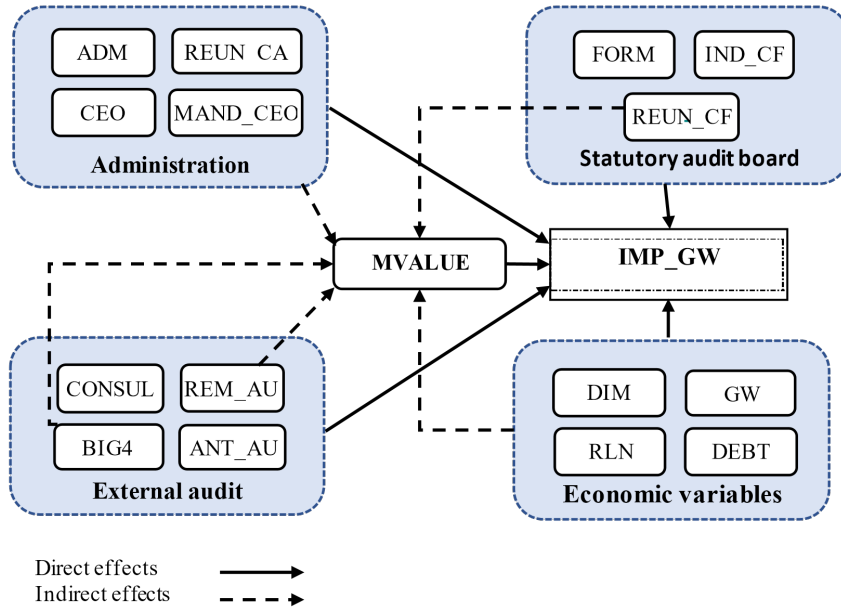 ADM
REUN_CA
CEO
MAND_CEO
Administration
FORM
IND_CF
REUN_CF
Statutory audit board
MVALUE
IMP_GW
CONSUL
REM_AU
BIG4
ANT_AU
External audit
DIM
GW
RLN
DEBT
Economic variables
Direct effects
Indirect effects